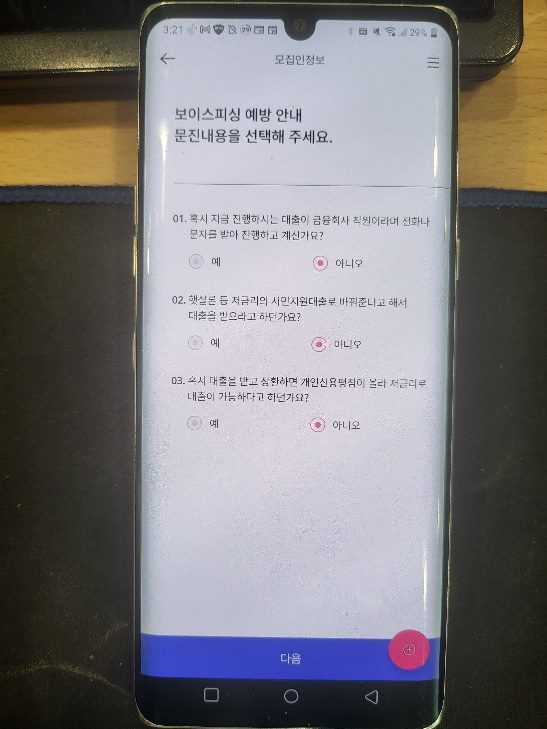 3:21
29%
모집인정보
보이스피싱 예방 안내
문진내용을 선택해 주세요.
01. 혹시 지금 진행하시는 대출이 금융회사 직원이라며 전화나
문자를 받아 진행하고 계신가요?
예 아니오
02. 햇살론 등 저금리의 서민지원대출로 바꿔준다고 해서
대출을 받으라고 하던가요?
예 아니오
03. 혹시 대출을 받고 상환하면 개인신용평점이 올라 저금리로
대출이 가능하다고 하던가요?
예 아니오
다음